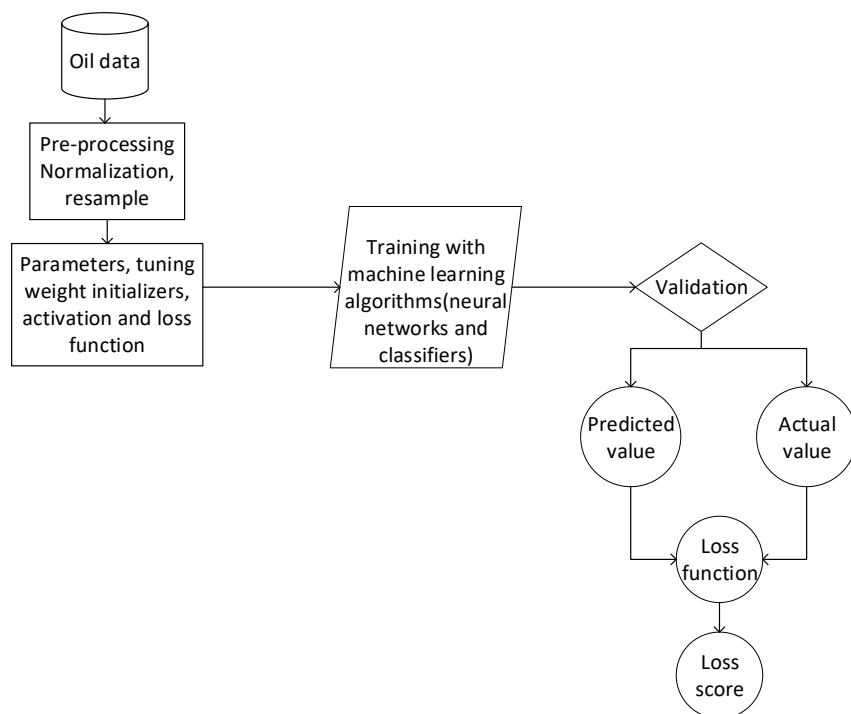 Oil data
Pre-processing
Normalization,
resample
Parameters, tuning
weight initializers,
activation and loss
function
Training with
machine learning
algorithms(neural
networks and
classifiers)
Validation
Predicted
value
Actual
value
Loss
function
Loss
score